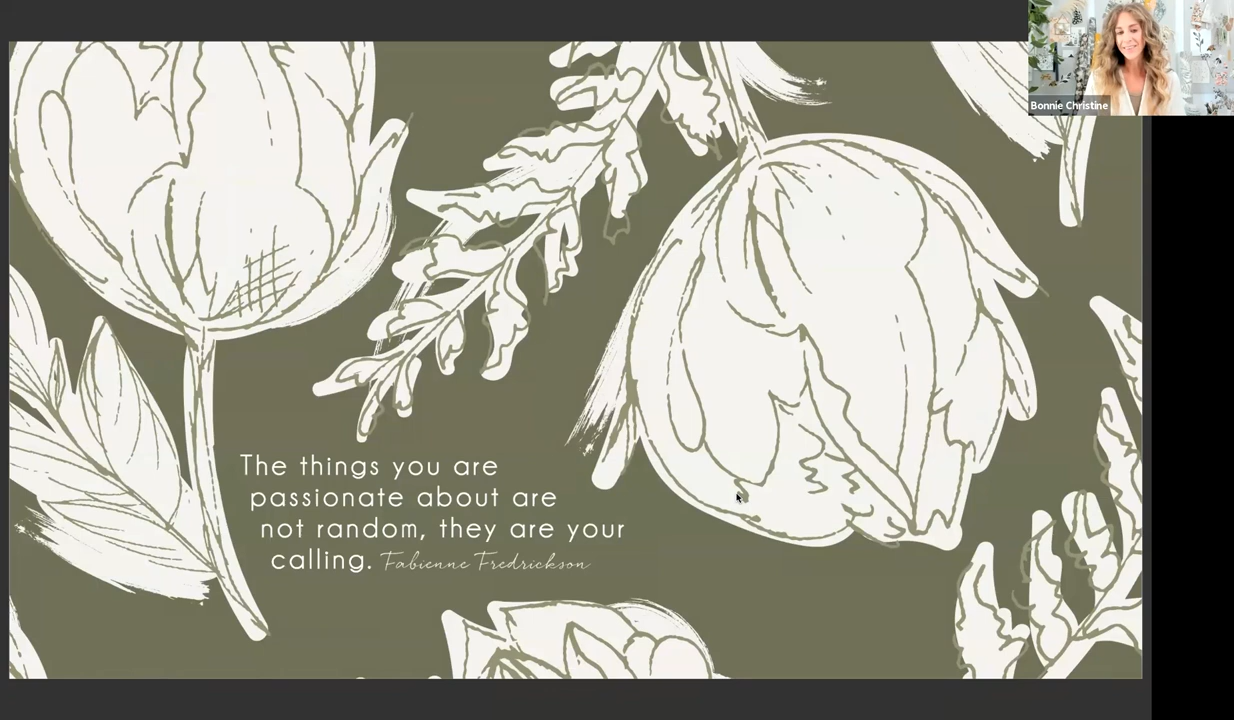 Bonnie Christine
The things you are
passionate about are
not random, they are your
calling. Fabienne Fredrickson